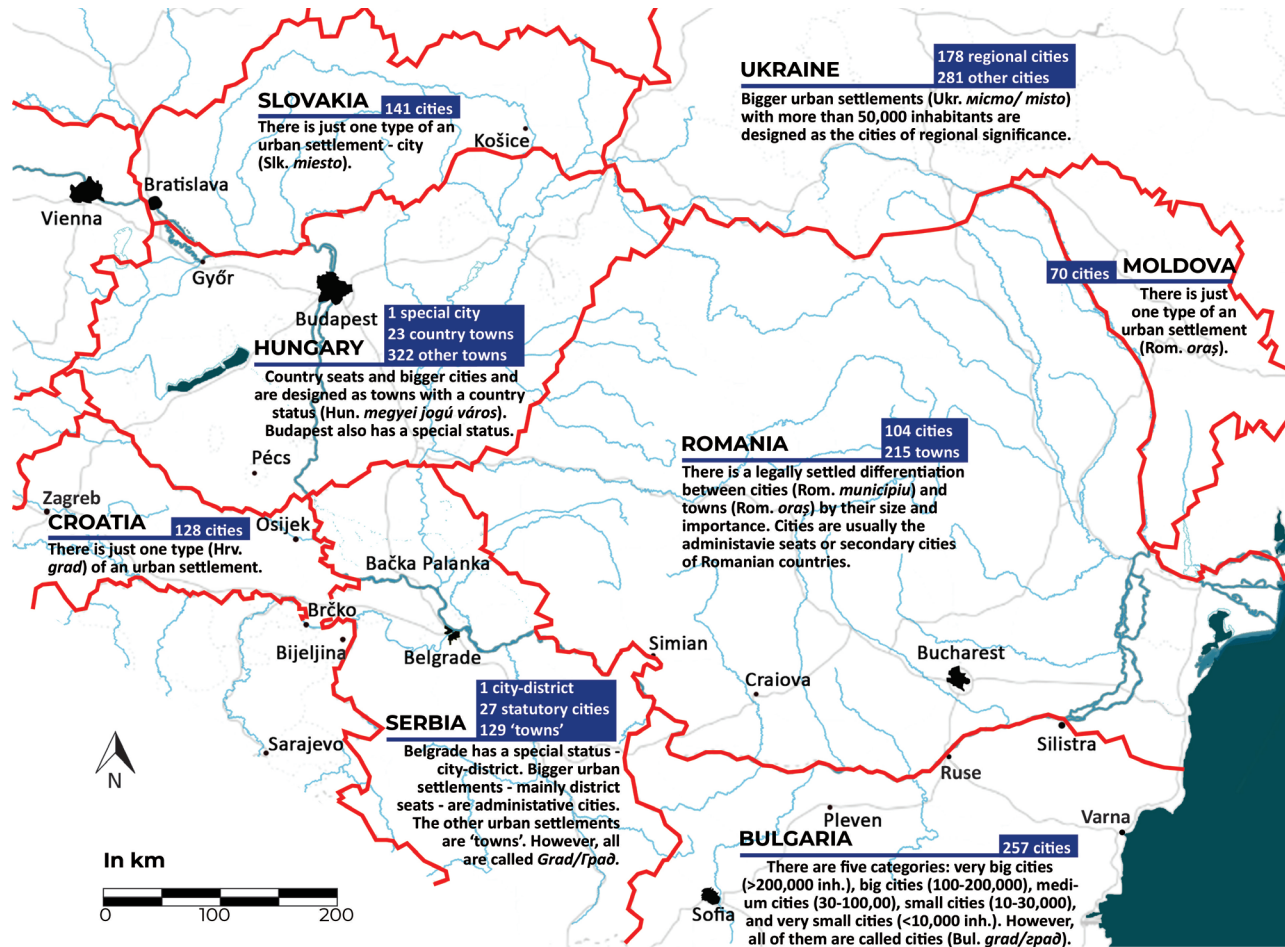 SLOVAKIA
141 cities
There is just one type of an
urban settlement - city
(Slk. miesto).
Košice
UKRAINE
178 regional cities
281 other cities
Bigger urban settlements (Ukr. місто/ misto)
with more than 50,000 inhabitants are
designed as the cities of regional significance.
Vienna
Bratislava
Győr
Budapest
HUNGARY
1 special city
23 country towns
322 other towns
Country seats and bigger cities and
are designed as towns with a country
status (Hun. megyei jogú város).
Budapest also has a special status.
Pécs
70 cities
MOLDOVA
There is just
one type of an
urban settlement
(Rom. oraș).
ROMANIA
104 cities
215 towns
There is a legally settled differentiation
between cities (Rom. municipiu) and
towns (Rom. oraș) by their size and
importance. Cities are usually the
administavie seats or secondary cities
of Romanian countries.
Zagreb
CROATIA
128 cities
There is just one type (Hrv.
grad) of an urban settlement.
Osijek
Bačka Palanka
Brčko
Bijeljina
Belgrade
Simian
Craiova
Bucharest
SERBIA
1 city-district
27 statutory cities
129 ‘towns’
Belgrade has a special status -
city-district. Bigger urban
settlements - mainly district
seats - are administative cities.
The other urban settlements
are ‘towns’. However, all
are called Grad/Град.
Sarajevo
Silistra
Ruse
Pleven
Varna
Sofia
BULGARIA
257 cities
There are five categories: very big cities
(>200,000 inh.), big cities (100-200,000), medi-
um cities (30-100,00), small cities (10-30,000),
and very small cities (<10,000 inh.). However,
all of them are called cities (Bul. grad/град).
N
In km
0 100 200